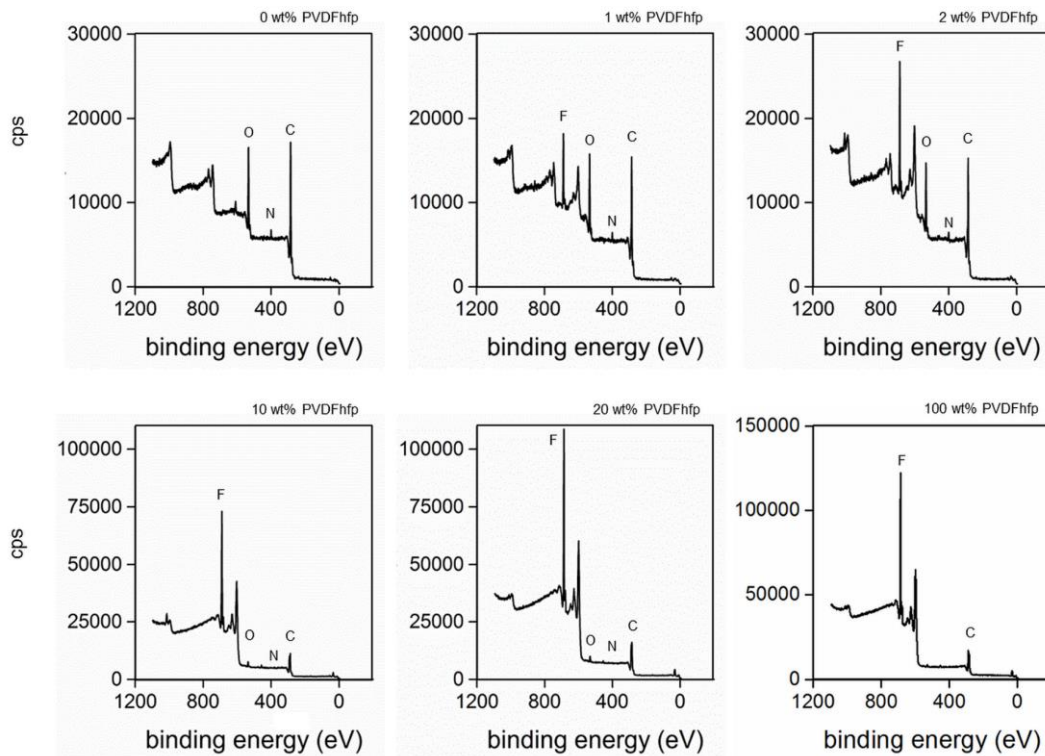 0 wt% PVDFhfp
30000
20000
10000
0
cps
F
O
C
N
1200 800 400 0
binding energy (eV)
1 wt% PVDFhfp
30000
20000
10000
0
F
O
C
N
1200 800 400 0
binding energy (eV)
2 wt% PVDFhfp
30000
20000
10000
0
F
O
C
N
1200 800 400 0
binding energy (eV)
10 wt% PVDFhfp
100000
75000
50000
25000
0
cps
F
O
N
C
1200 800 400 0
binding energy (eV)
20 wt% PVDFhfp
100000
75000
50000
25000
0
F
O
N
C
1200 800 400 0
binding energy (eV)
100 wt% PVDFhfp
150000
100000
50000
0
F
C
1200 800 400 0
binding energy (eV)